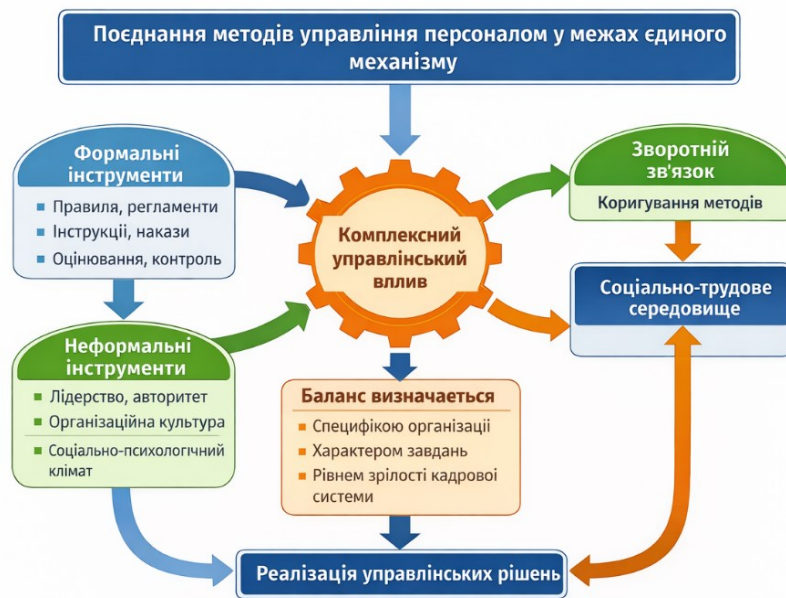 Поєднання методів управління персоналом у межах єдиного
механізму
Формальні
інструменти
Правила, регламенти
Інструкції, накази
Оцінювання, контроль
Неформальні
інструменти
Лідерство, авторитет
Організаційна культура
Соціально-психологічний
клімат
Комплексний
управлінський
вплив
Баланс визначається
Специфікою організації
Характером завдань
Рівнем зрілості кадрової
системи
Зворотній
зв'язок
Коригування методів
Соціально-трудове
середовище
Реалізація управлінських рішень